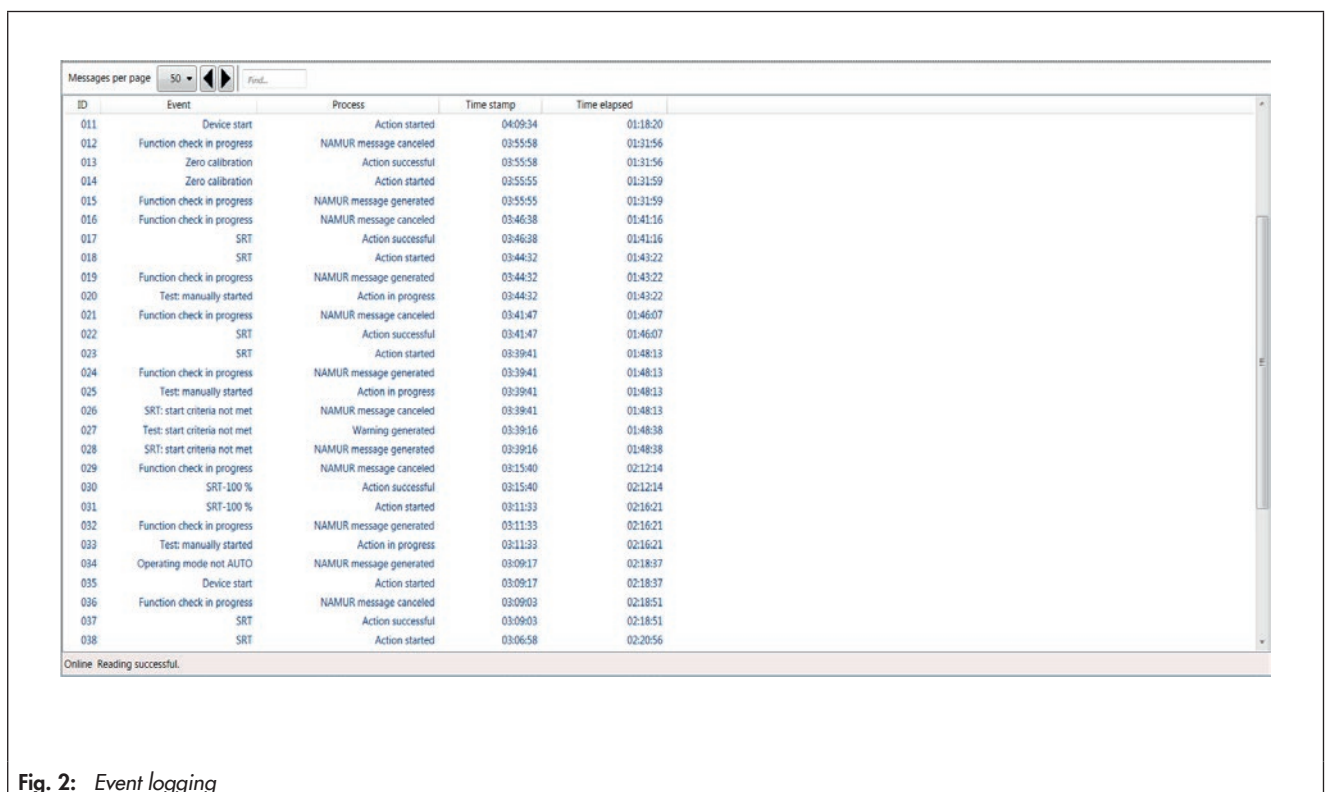 Messages per page 50 Find...
ID Event Process Time stamp Time elapsed
011 Device start Action started 04:09:34 01:18:20
012 Function check in progress NAMUR message canceled 03:55:58 01:31:56
013 Zero calibration Action successful 03:55:58 01:31:56
014 Zero calibration Action started 03:55:55 01:31:59
015 Function check in progress NAMUR message generated 03:55:55 01:31:59
016 Function check in progress NAMUR message canceled 03:46:38 01:41:16
017 SRT Action successful 03:46:38 01:41:16
018 SRT Action started 03:44:32 01:43:22
019 Function check in progress NAMUR message generated 03:44:32 01:43:22
020 Test: manually started Action in progress 03:44:32 01:43:22
021 Function check in progress NAMUR message canceled 03:41:47 01:46:07
022 SRT Action successful 03:41:47 01:46:07
023 SRT Action started 03:39:41 01:48:13
024 Function check in progress NAMUR message generated 03:39:41 01:48:13
025 Test: manually started Action in progress 03:39:41 01:48:13
026 SRT: start criteria not met NAMUR message canceled 03:39:41 01:48:13
027 Test: start criteria not met Warning generated 03:39:16 01:48:38
028 SRT: start criteria not met NAMUR message generated 03:39:16 01:48:38
029 Function check in progress NAMUR message canceled 03:15:40 02:12:14
030 SRT-100 % Action successful 03:15:40 02:12:14
031 SRT-100 % Action started 03:11:33 02:16:21
032 Function check in progress NAMUR message generated 03:11:33 02:16:21
033 Test: manually started Action in progress 03:11:33 02:16:21
034 Operating mode not AUTO NAMUR message generated 03:09:17 02:18:37
035 Device start Action started 03:09:17 02:18:37
036 Function check in progress NAMUR message canceled 03:09:03 02:18:51
037 SRT Action successful 03:09:03 02:18:51
038 SRT Action started 03:06:58 02:20:56
Online Reading successful.
Fig. 2: Event logging